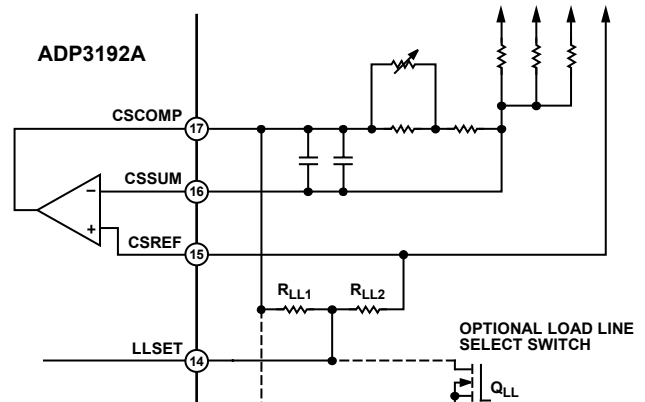 ADP3192A
CSCOMP
17
CSSUM
16
CSREF
15
RLL1
RLL2
OPTIONAL LOAD LINE
SELECT SWITCH
LLSET
14
QLL